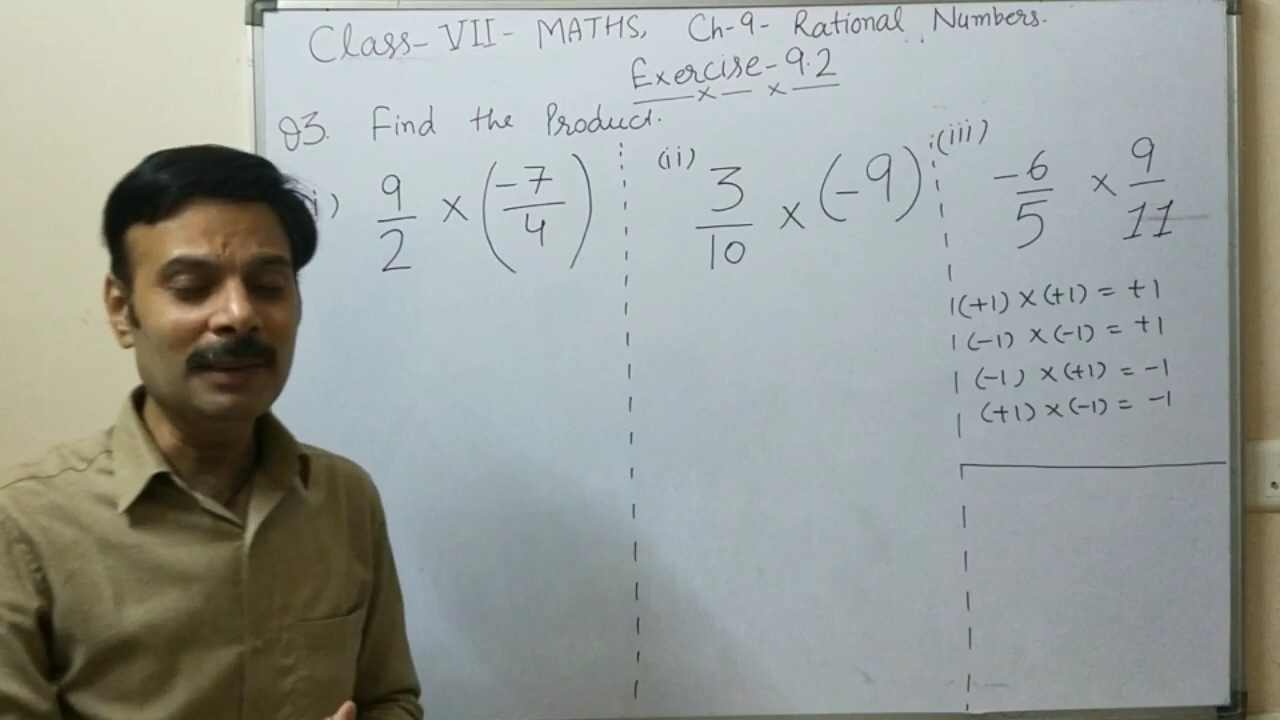 Class-VII- MATHS, Ch-9- Rational Numbers.
Exercise-9.2
Q3. Find the Product.
i) 9/2 × (-7/4)
(ii) 3/10 × (-9)
(iii) -6/5 × 9/11
(+1) × (+1) = +1
(-1) × (-1) = +1
(-1) × (+1) = -1
(+1) × (-1) = -1